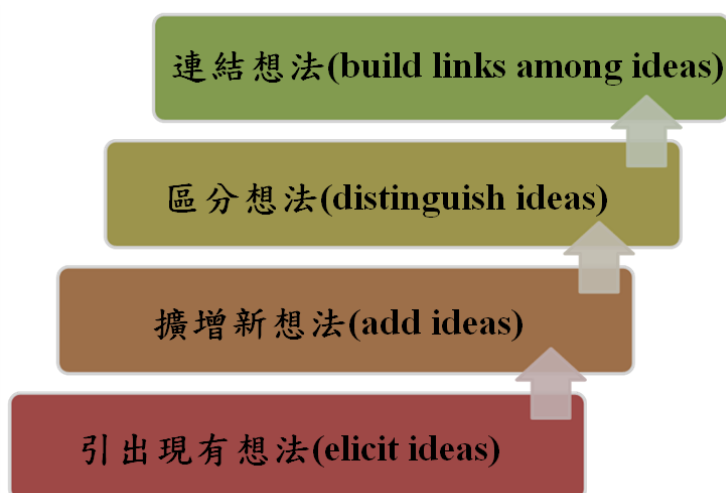 連結想法(build links among ideas)
區分想法(distinguish ideas)
擴增新想法(add ideas)
引出現有想法(elicit ideas)